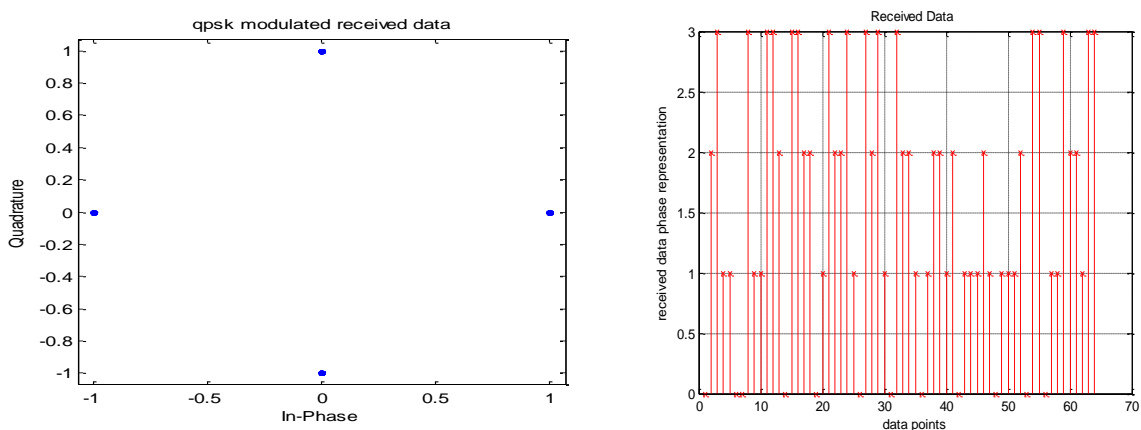 qpsk modulated received data
1
0.8
0.6
0.4
0.2
0
-0.2
-0.4
-0.6
-0.8
-1
Quadrature
-1 -0.5 0 0.5 1
In-Phase
Received Data
3
2.5
2
1.5
1
0.5
0
received data phase representation
0 10 20 30 40 50 60 70
data points